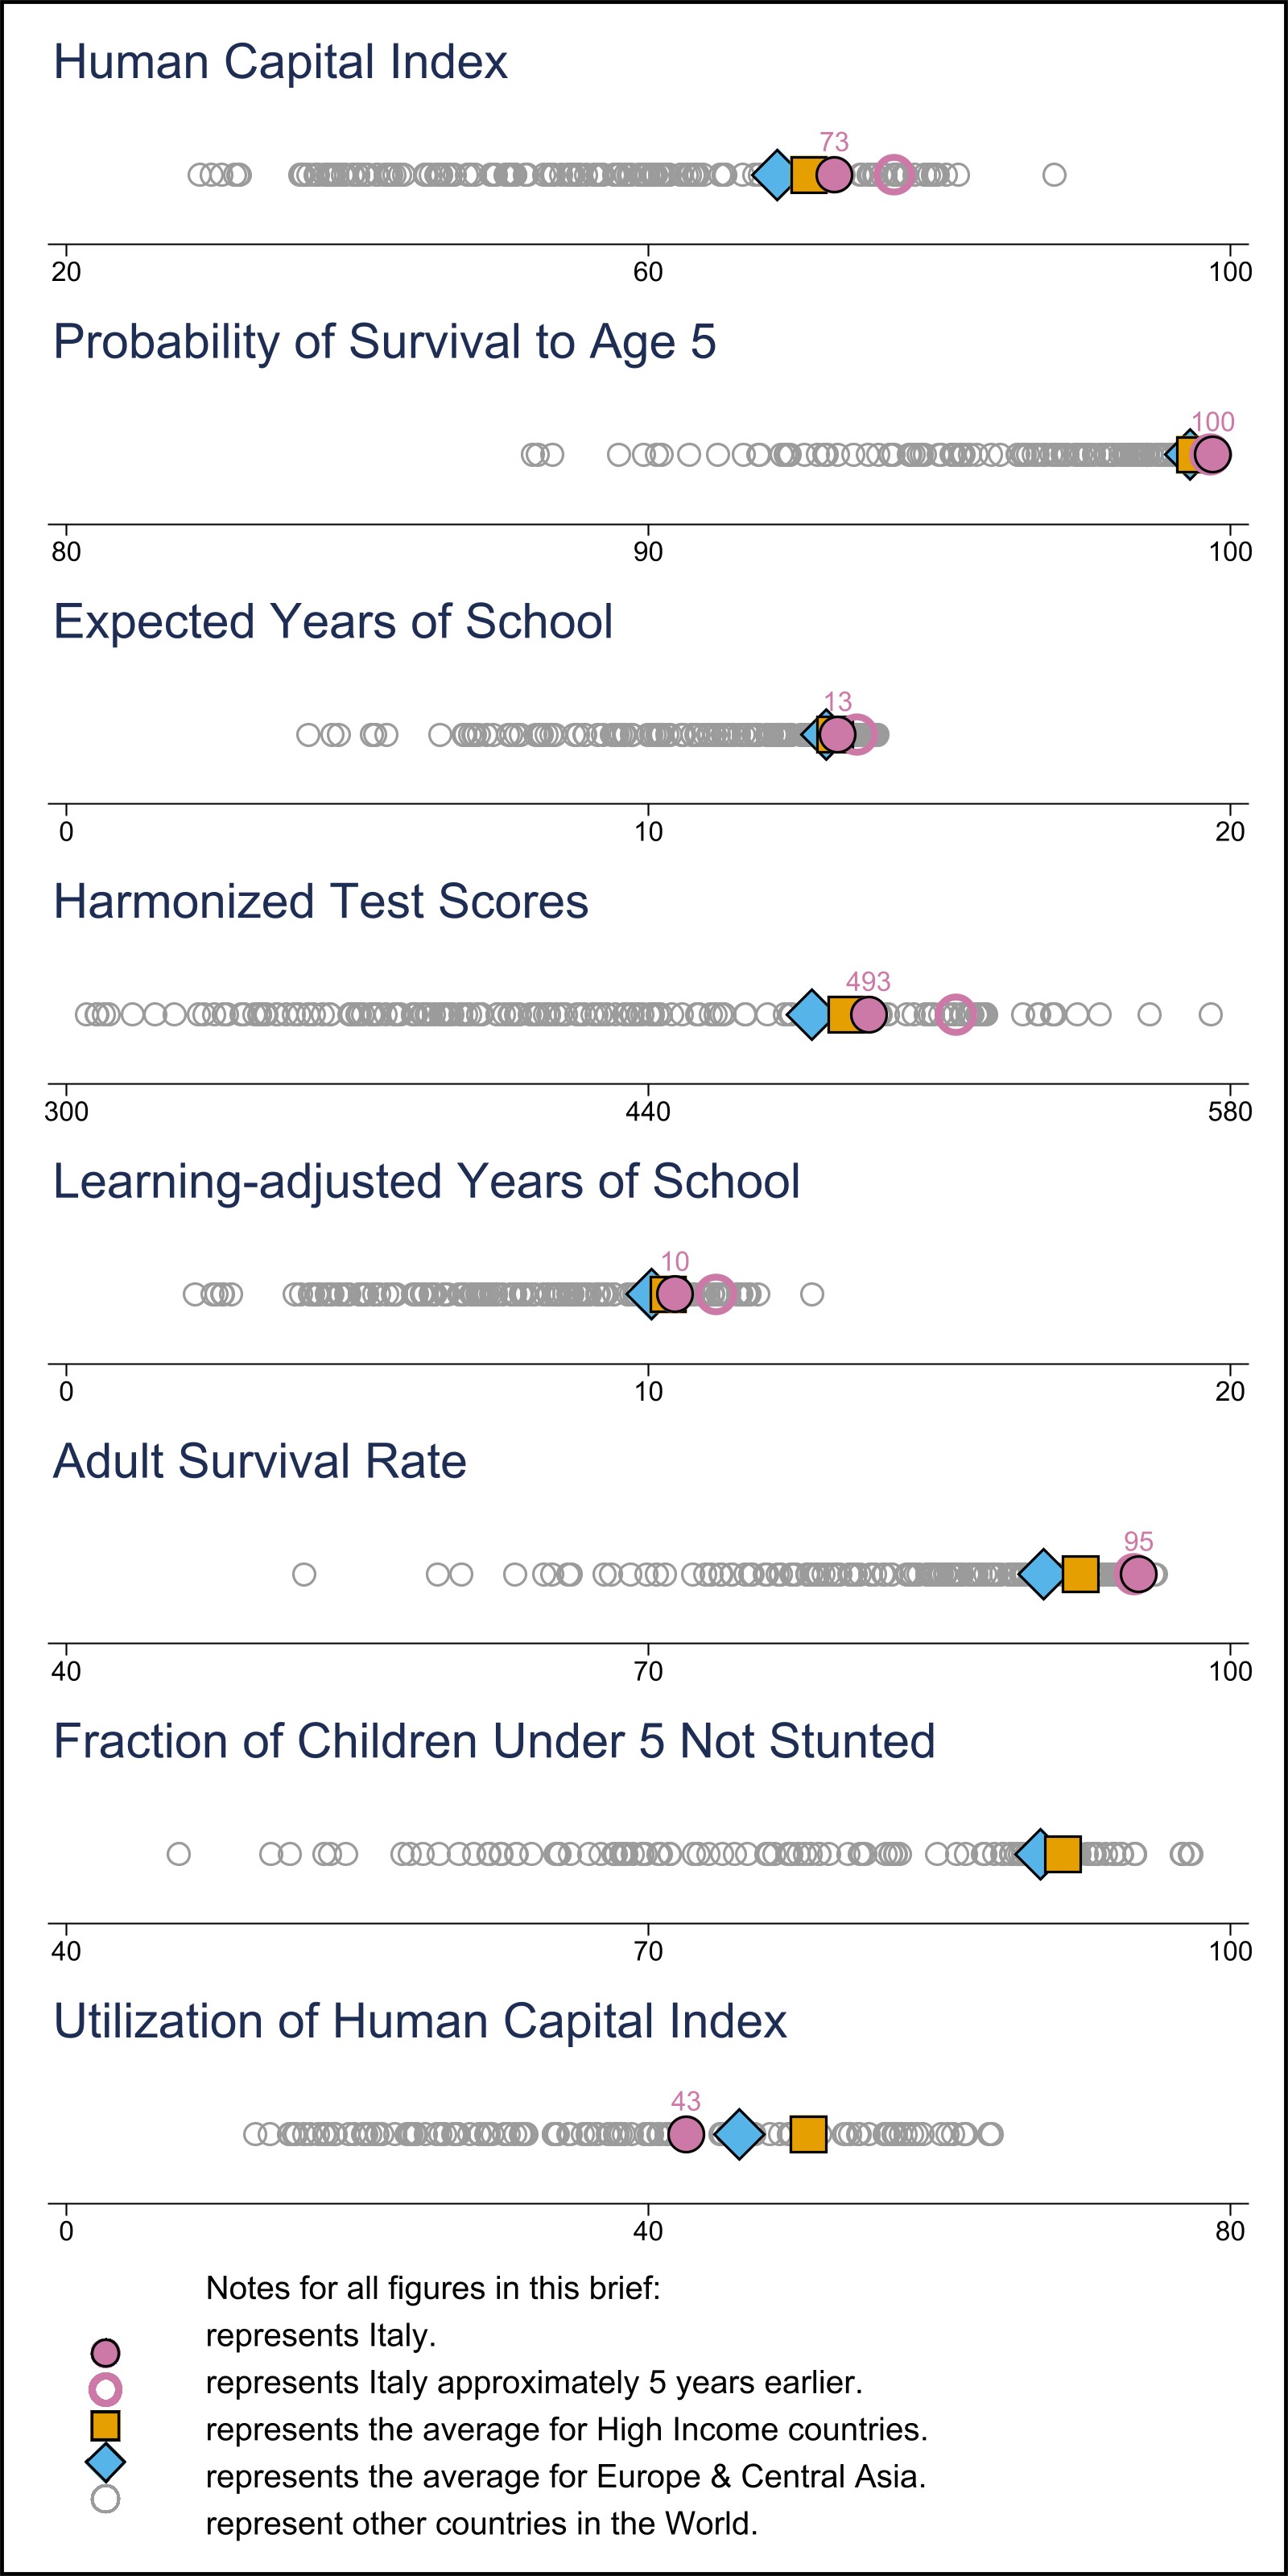 Human Capital Index
73
20 60 100
Probability of Survival to Age 5
100
80 90 100
Expected Years of School
13
0 10 20
Harmonized Test Scores
493
300 440 580
Learning-adjusted Years of School
10
0 10 20
Adult Survival Rate
95
40 70 100
Fraction of Children Under 5 Not Stunted
40 70 100
Utilization of Human Capital Index
43
0 40 80
Notes for all figures in this brief:
represents Italy.
represents Italy approximately 5 years earlier.
represents the average for High Income countries.
represents the average for Europe & Central Asia.
represent other countries in the World.